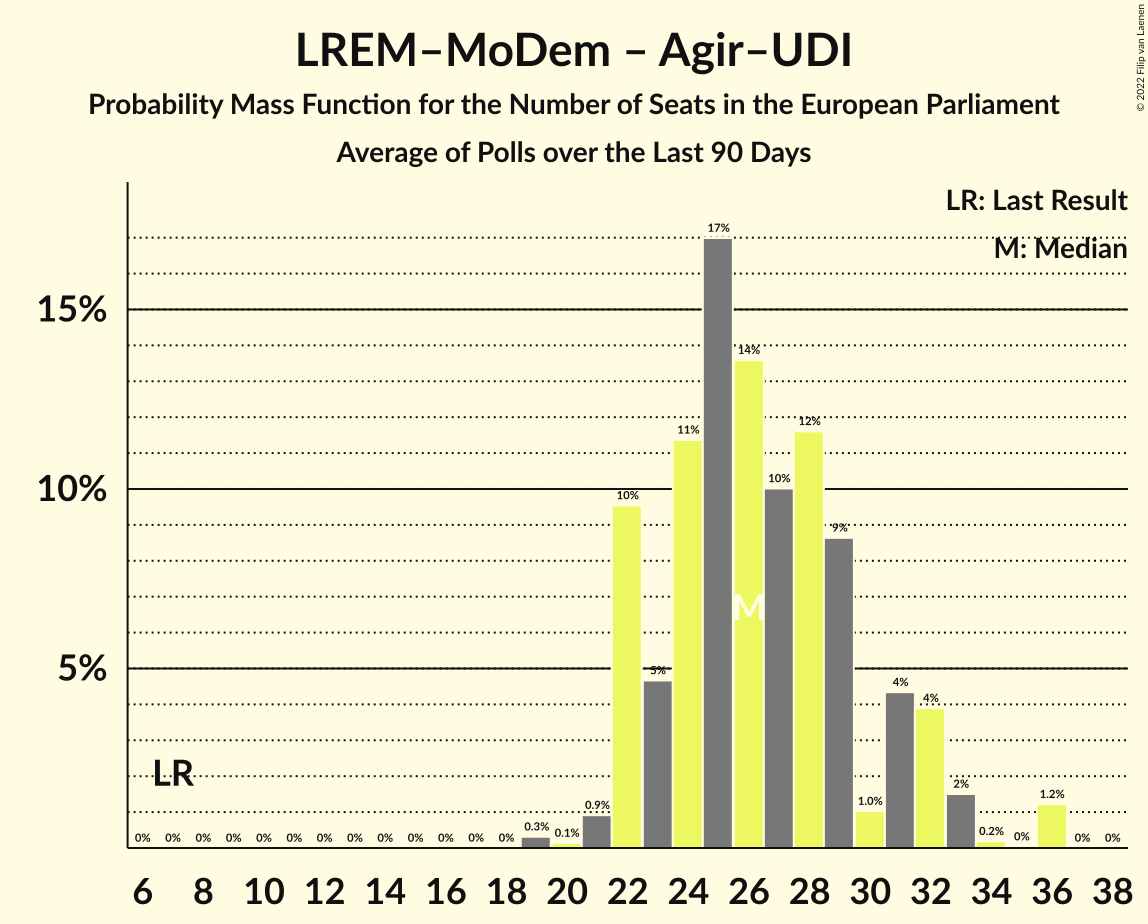 LREM–MoDem – Agir–UDI
Probability Mass Function for the Number of Seats in the European Parliament
Average of Polls over the Last 90 Days
© 2022 Filip van Laenen
LR: Last Result
M: Median
17%
15%
14%
12%
11%
10%
10%
10%
9%
M
5%
5%
4%
4%
LR
2%
1.2%
1.0%
0.9%
0.3%
0.1%
0.2%
0% 0% 0% 0% 0% 0% 0% 0% 0% 0% 0% 0% 0% 0% 0% 0%
6 8 10 12 14 16 18 20 22 24 26 28 30 32 34 36 38